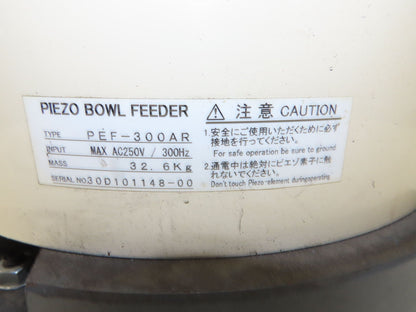 PIEZO BOWL FEEDER
TYPE PEF-300AR
INPUT MAX AC250V / 300Hz
MASS 32.6Kg
SERIAL NO 30D101148-00
⚠ 注意 CAUTION
1.安全にご使用いただくために必ず
接地を行ってください。
For safe operation be sure to ground
2.通電中は絶対にピエゾ素子に触
れないでください。
Don't touch Piezo-element duringoperating